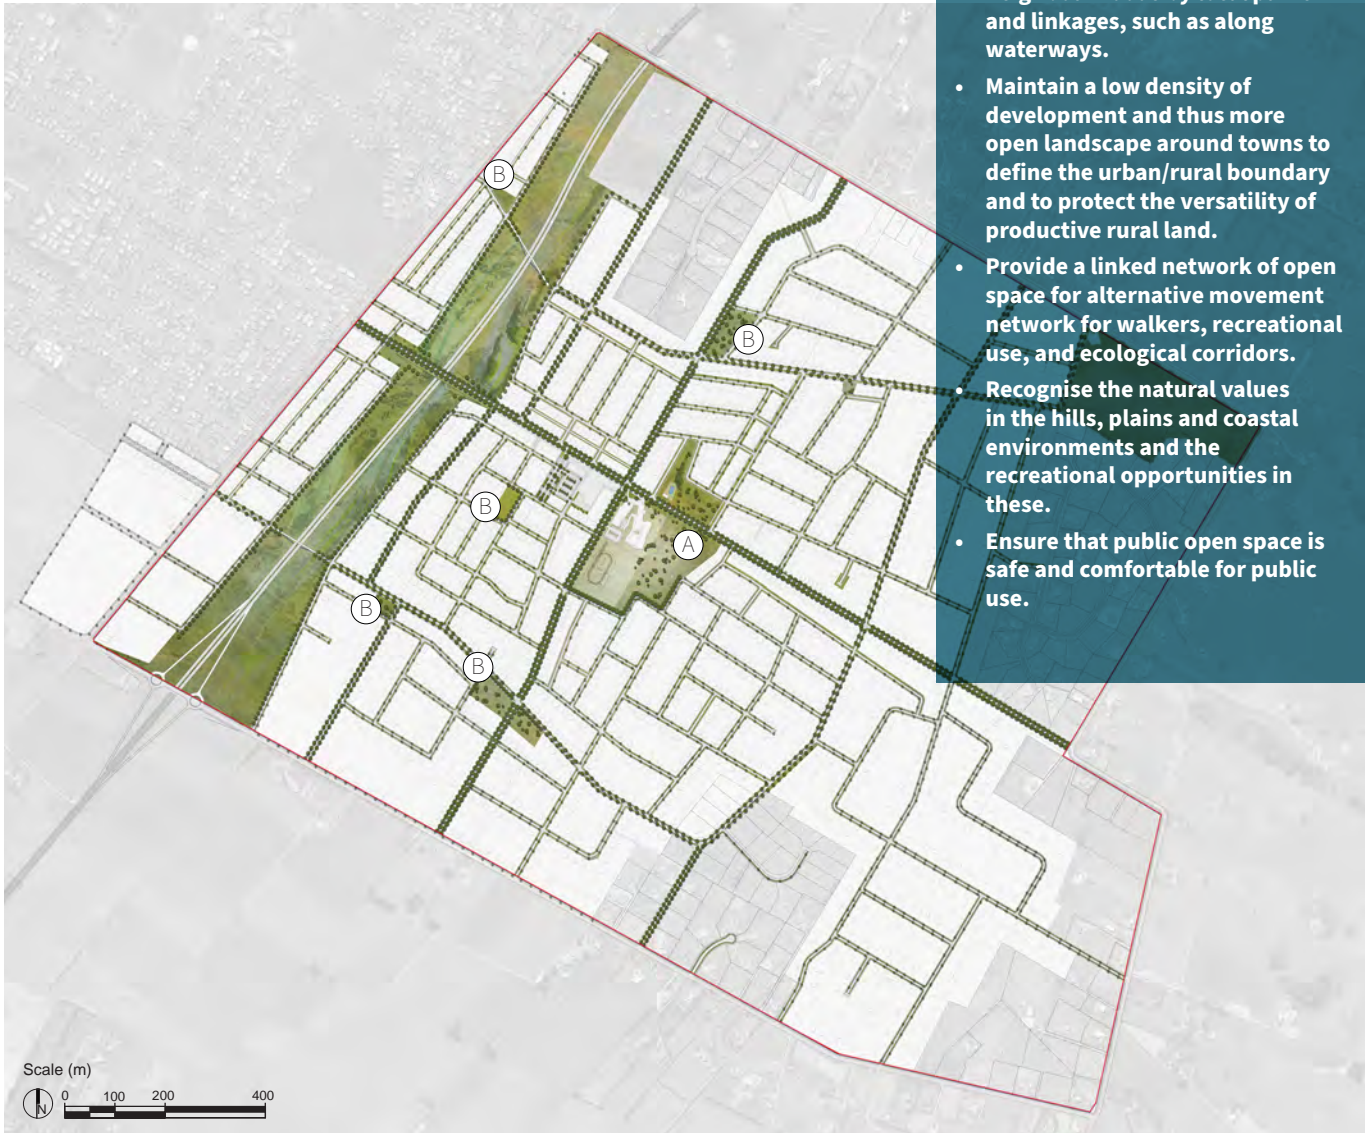 and linkages, such as along
waterways.
• Maintain a low density of
development and thus more
open landscape around towns to
define the urban/rural boundary
and to protect the versatility of
productive rural land.
• Provide a linked network of open
space for alternative movement
network for walkers, recreational
use, and ecological corridors.
• Recognise the natural values
in the hills, plains and coastal
environments and the
recreational opportunities in
these.
• Ensure that public open space is
safe and comfortable for public
use.
B
B
B
A
B
B
Scale (m)
N
0 100 200 400